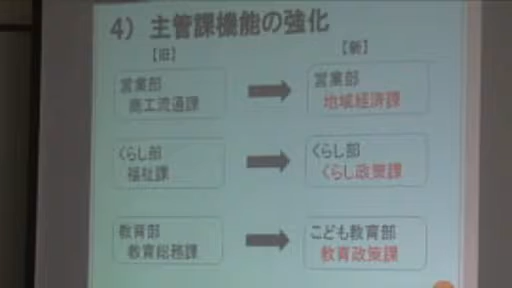 4) 主管課機能の強化
【旧】
【新】
営業部
商工流通課
営業部
地域経済課
くらし部
福祉課
くらし部
くらし政策課
教育部
教育総務課
こども教育部
教育政策課